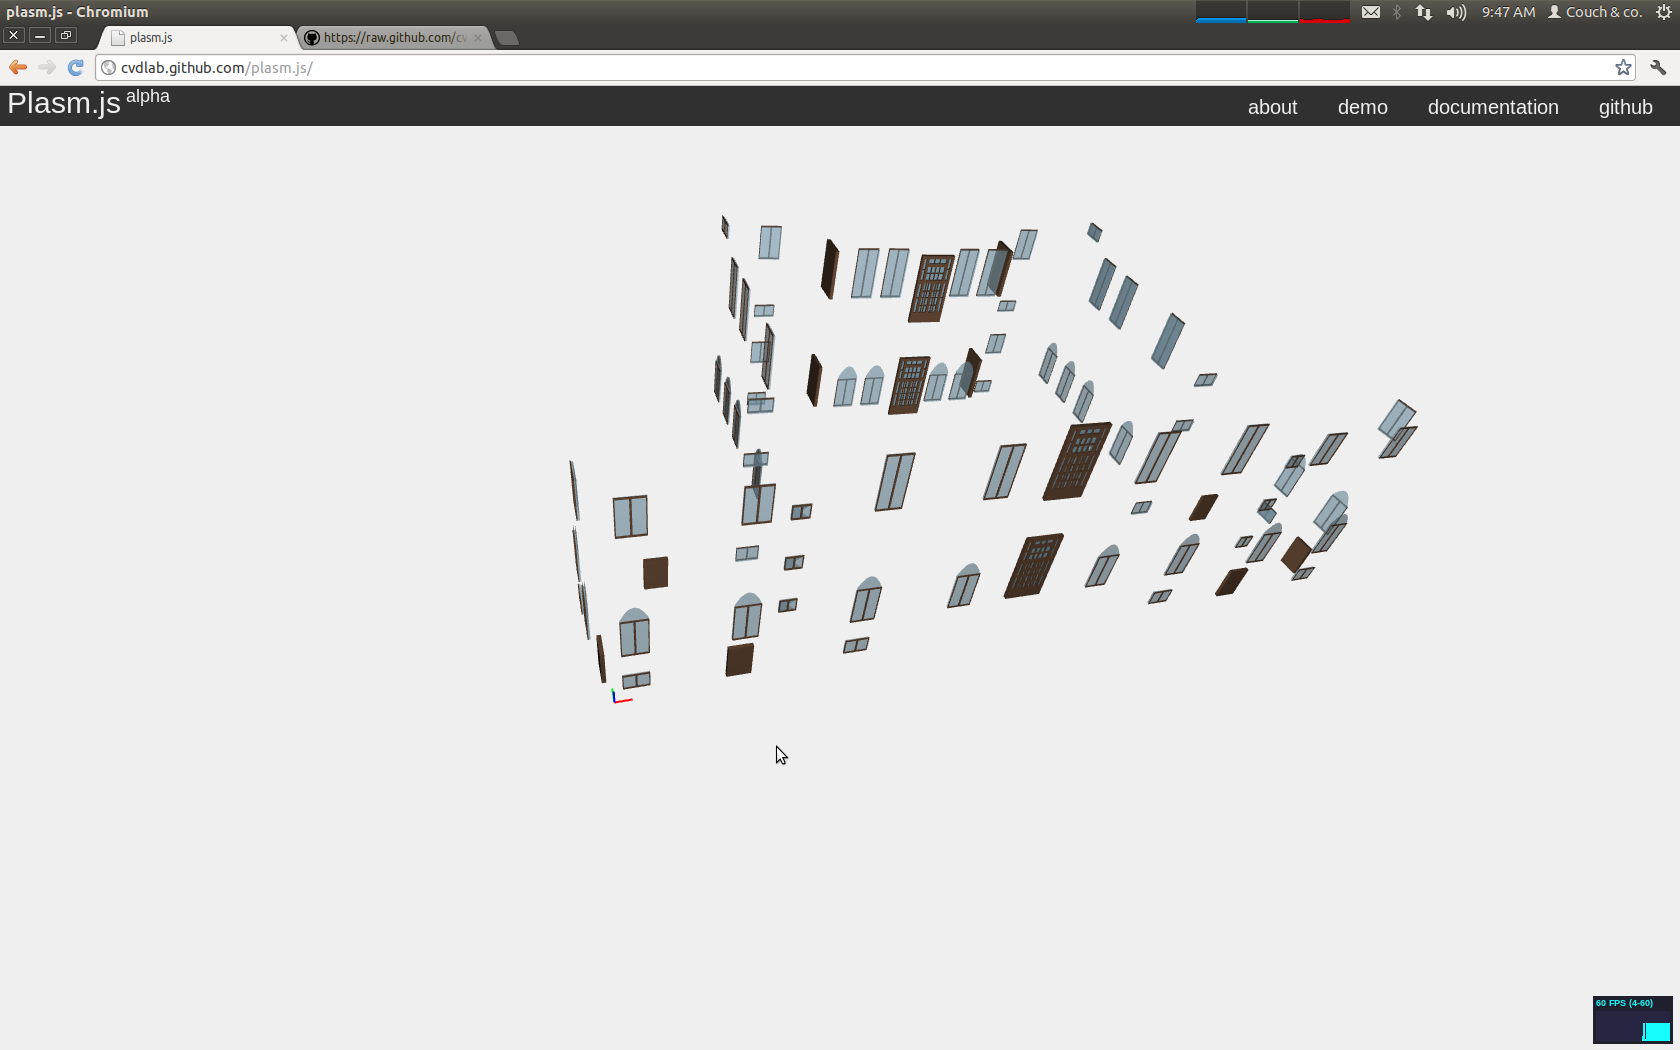 plasm.js - Chromium
9:47 AM Couch & co.
plasm.js
https://raw.github.com/cv
cvdlab.github.com/plasm.js/
Plasm.js alpha
about demo documentation github
60 FPS (4-60)